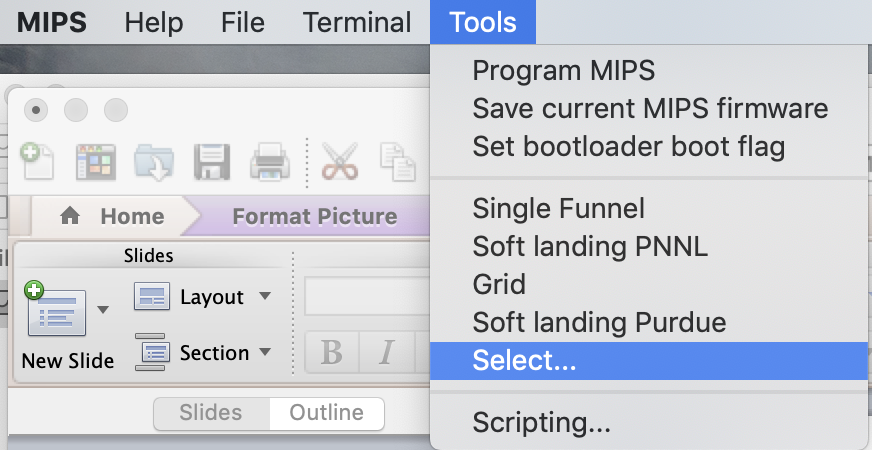 MIPS Help File Terminal Tools
Program MIPS
Save current MIPS firmware
Set bootloader boot flag
Single Funnel
Soft landing PNNL
Grid
Soft landing Purdue
Select...
Scripting...
Home Format Picture
Slides
New Slide
Layout
Section
B I
Slides Outline